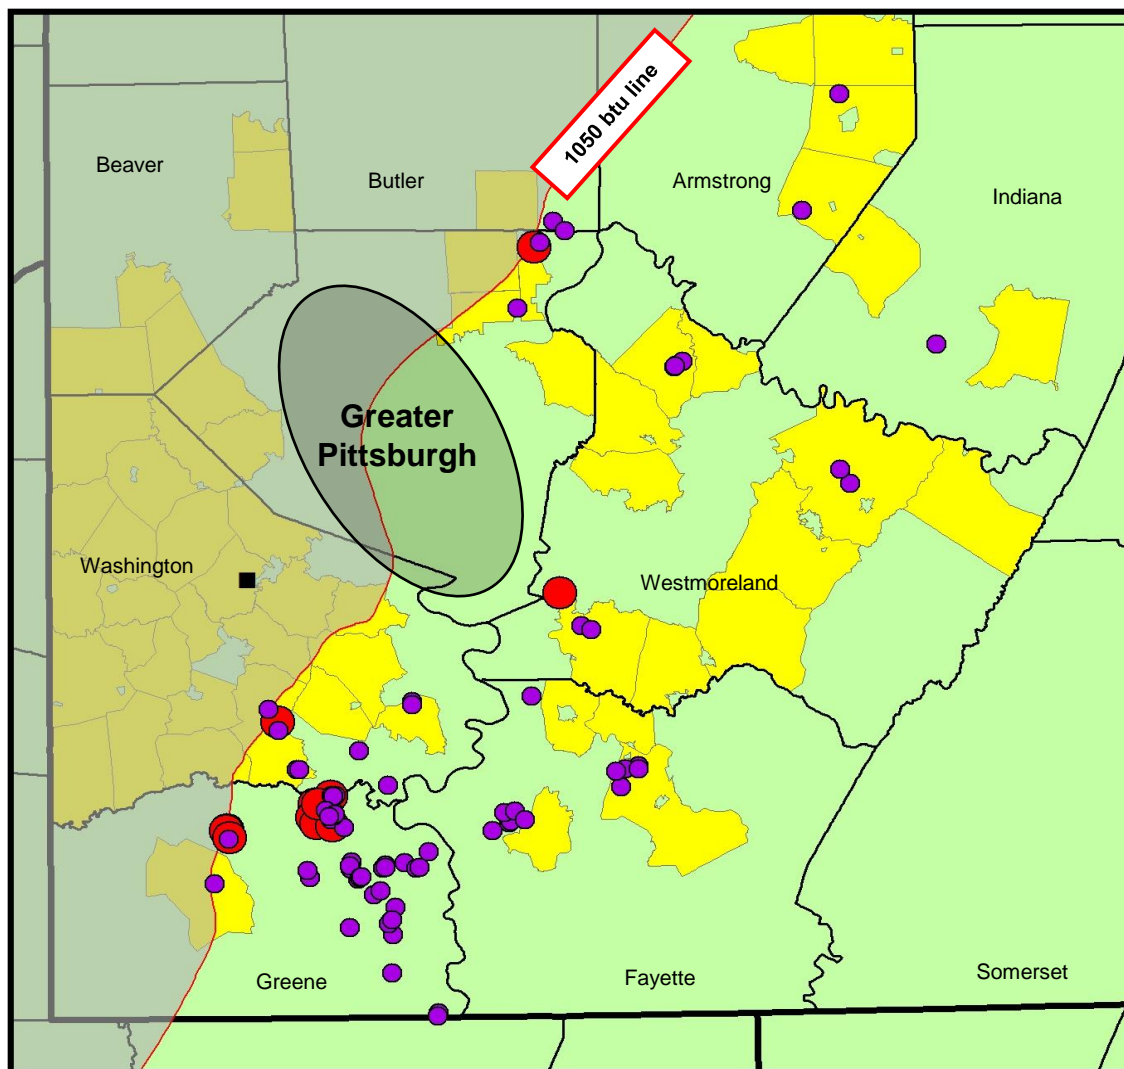 1050 btu line
Beaver
Butler
Armstrong
Indiana
Greater
Pittsburgh
Washington
Westmoreland
Greene
Fayette
Somerset